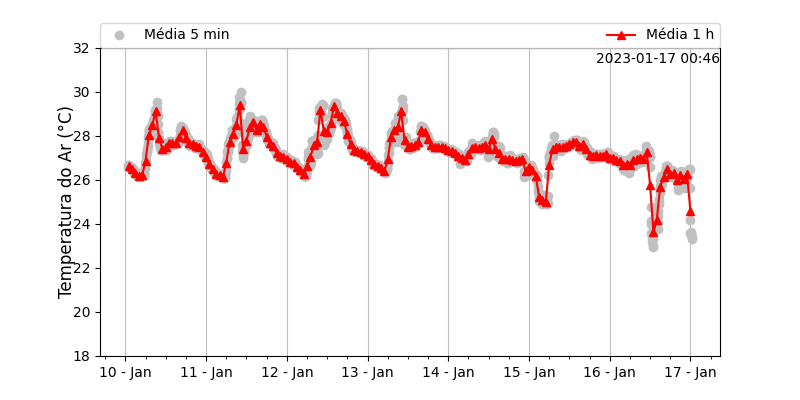 Média 5 min
Média 1 h
2023-01-17 00:46
Temperatura do Ar (°C)
32
30
28
26
24
22
20
18
10 - Jan
11 - Jan
12 - Jan
13 - Jan
14 - Jan
15 - Jan
16 - Jan
17 - Jan